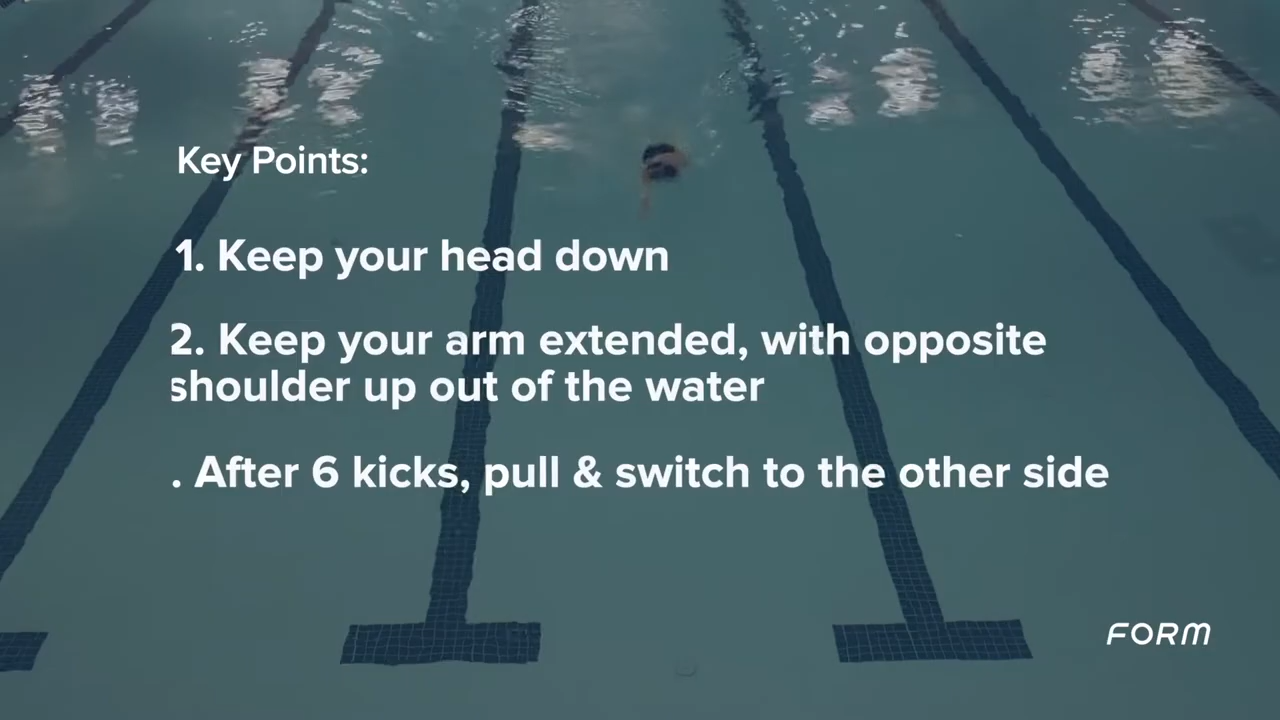 Key Points:
1. Keep your head down
2. Keep your arm extended, with opposite
shoulder up out of the water
. After 6 kicks, pull & switch to the other side
FORM